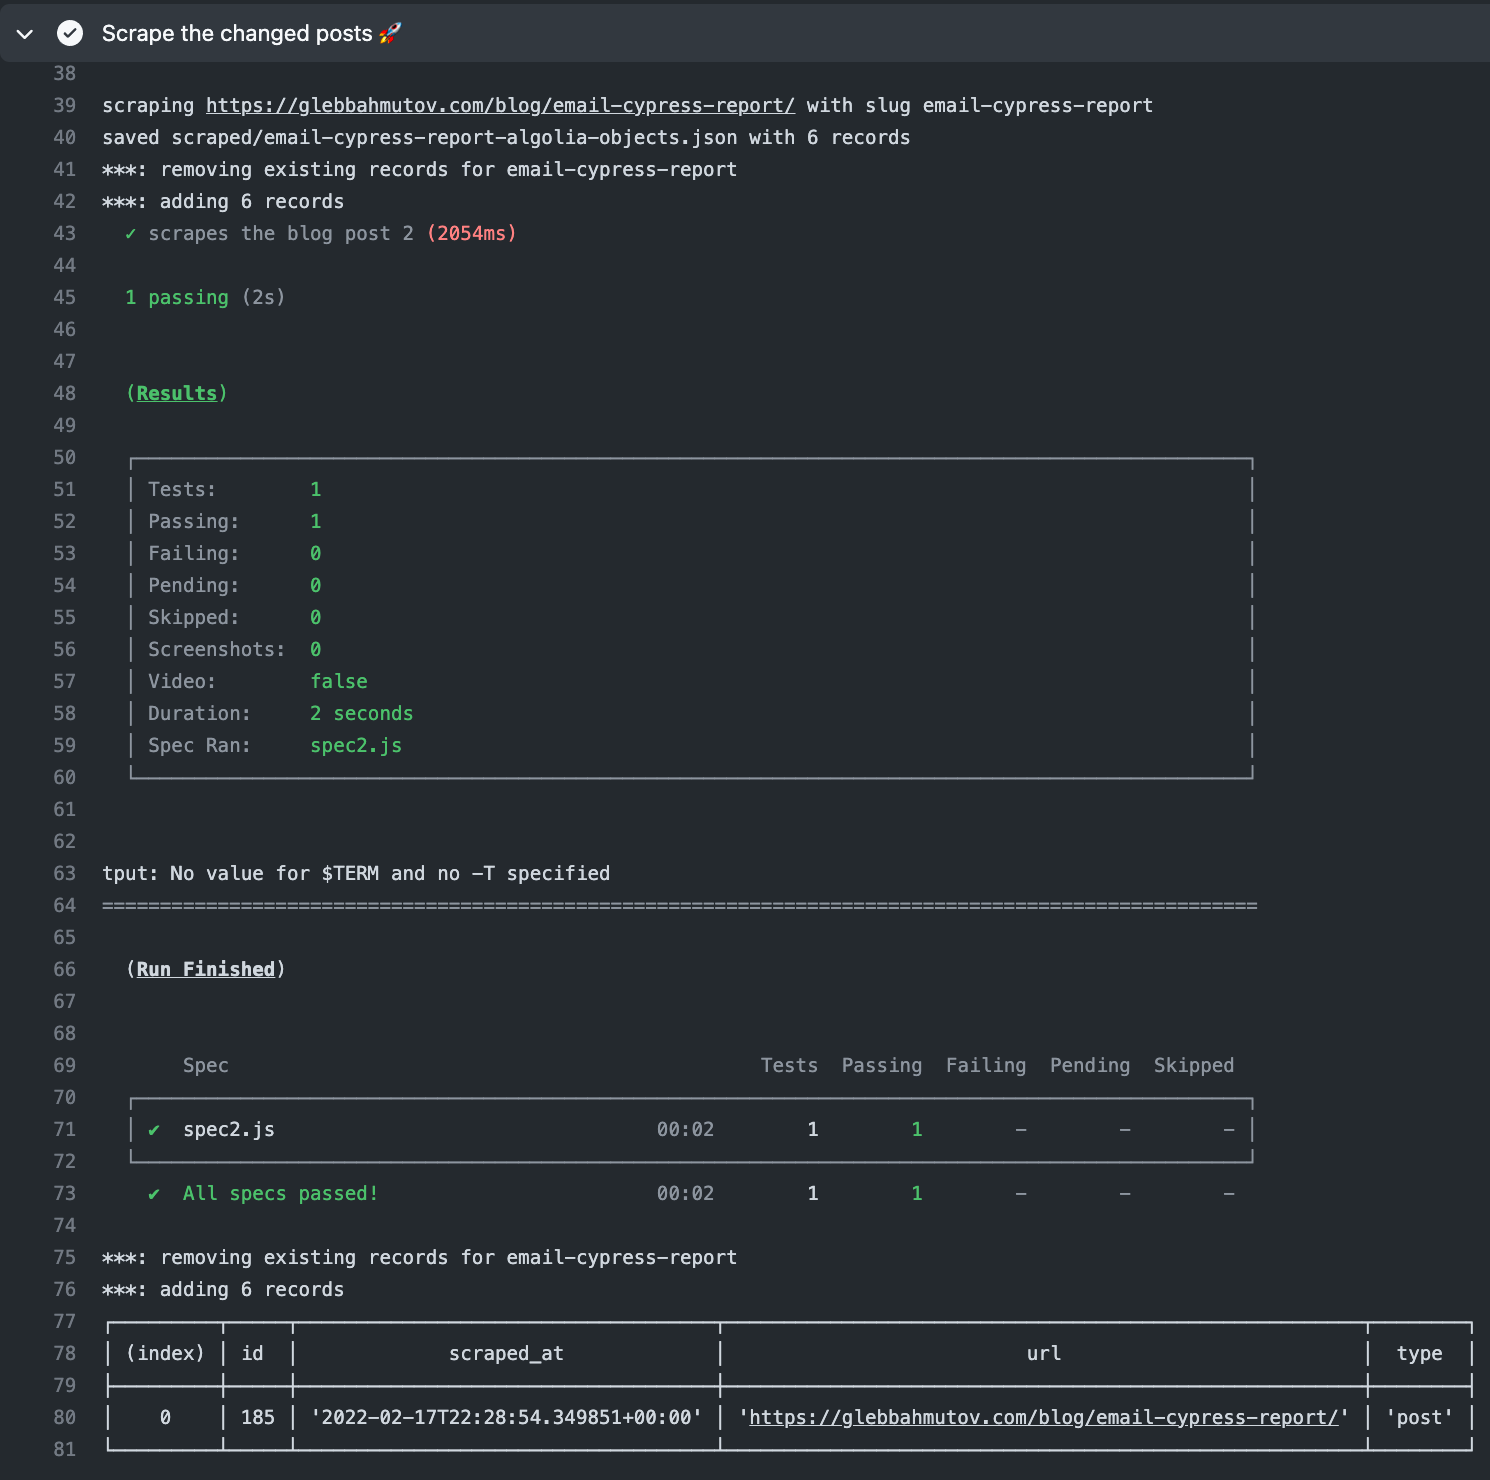 Scrape the changed posts 🚀
38
39 scraping https://glebbahmutov.com/blog/email-cypress-report/ with slug email-cypress-report
40 saved scraped/email-cypress-report-algolia-objects.json with 6 records
41 ***: removing existing records for email-cypress-report
42 ***: adding 6 records
43 ✓ scrapes the blog post 2 (2054ms)
44
45 1 passing (2s)
46
47
48 (Results)
49
50
51 Tests: 1
52 Passing: 1
53 Failing: 0
54 Pending: 0
55 Skipped: 0
56 Screenshots: 0
57 Video: false
58 Duration: 2 seconds
59 Spec Ran: spec2.js
60
61
62
63 tput: No value for $TERM and no -T specified
64 ====================================================================================================
65
66 (Run Finished)
67
68
69 Spec Tests Passing Failing Pending Skipped
70
71 ✔ spec2.js 00:02 1 1 - - -
72
73 ✔ All specs passed! 00:02 1 1 - - -
74
75 ***: removing existing records for email-cypress-report
76 ***: adding 6 records
77
78 (index) id scraped_at url type
79
80 0 185 '2022-02-17T22:28:54.349851+00:00' 'https://glebbahmutov.com/blog/email-cypress-report/' 'post'
81